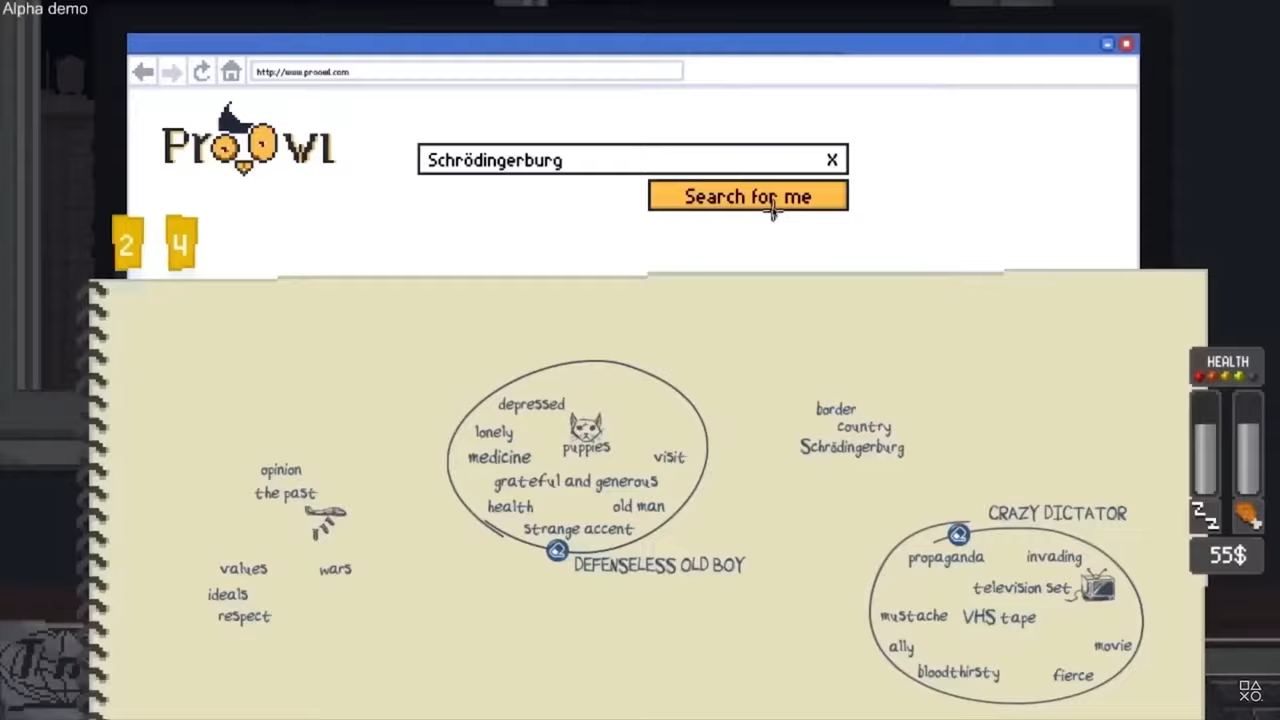 Alpha demo
http://www.proowl.com
PrOOwl
Schrödingerburg X
Search for me
2 4
HEALTH
55$
depressed
lonely
puppies
medicine
visit
grateful and generous
health
old man
strange accent
DEFENSELESS OLD BOY
border
country
Schrödingerburg
opinion
the past
values
wars
ideals
respect
CRAZY DICTATOR
propaganda
invading
television set
mustache
VHS tape
ally
movie
bloodthirsty
fierce